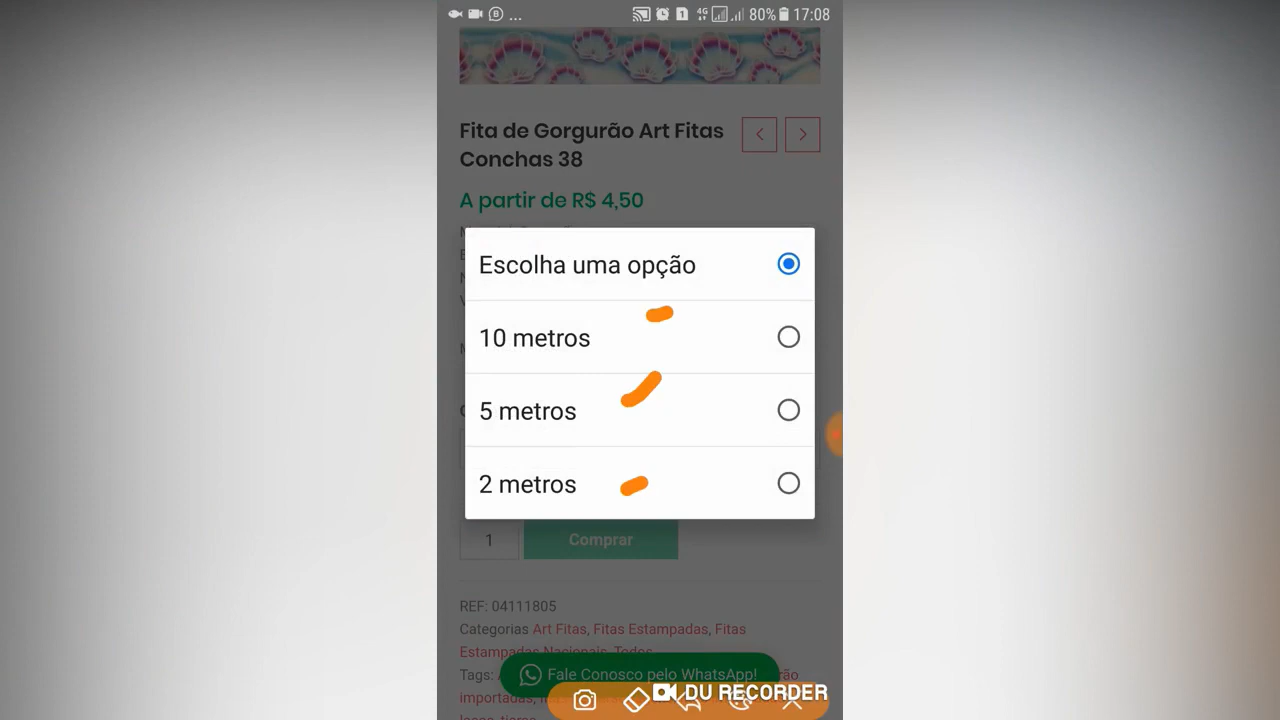 ... 1 4G 80% 17:08
Fita de Gorgurão Art Fitas
Conchas 38
A partir de R$ 4,50
Escolha uma opção
10 metros
5 metros
2 metros
1 Comprar
REF: 04111805
Categorias Art Fitas, Fitas Estampadas, Fitas
Estampadas Nacionais, Todos
Tags:
Fale Conosco pelo WhatsApp!
importadas,
DU RECORDER